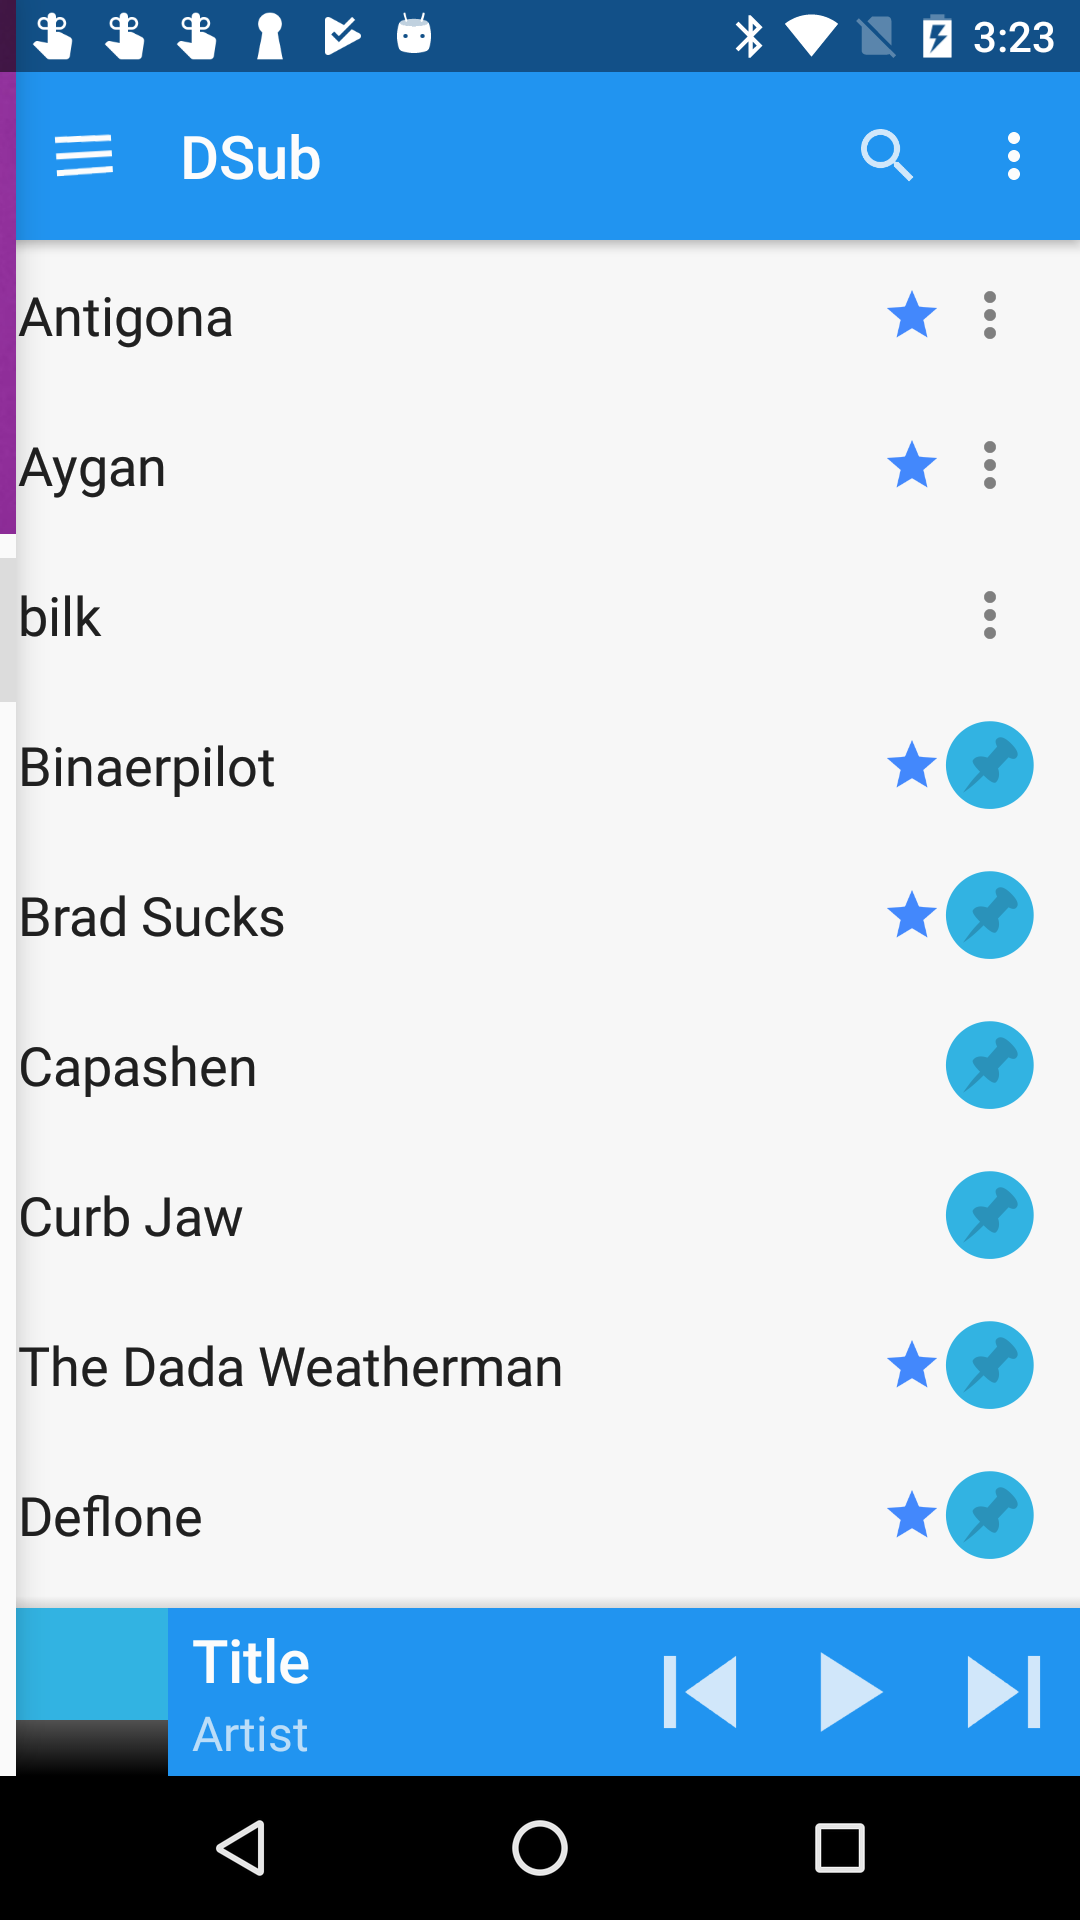 3:23
DSub
Antigona
Aygan
bilk
Binaerpilot
Brad Sucks
Capashen
Curb Jaw
The Dada Weatherman
Deflone
Title
Artist